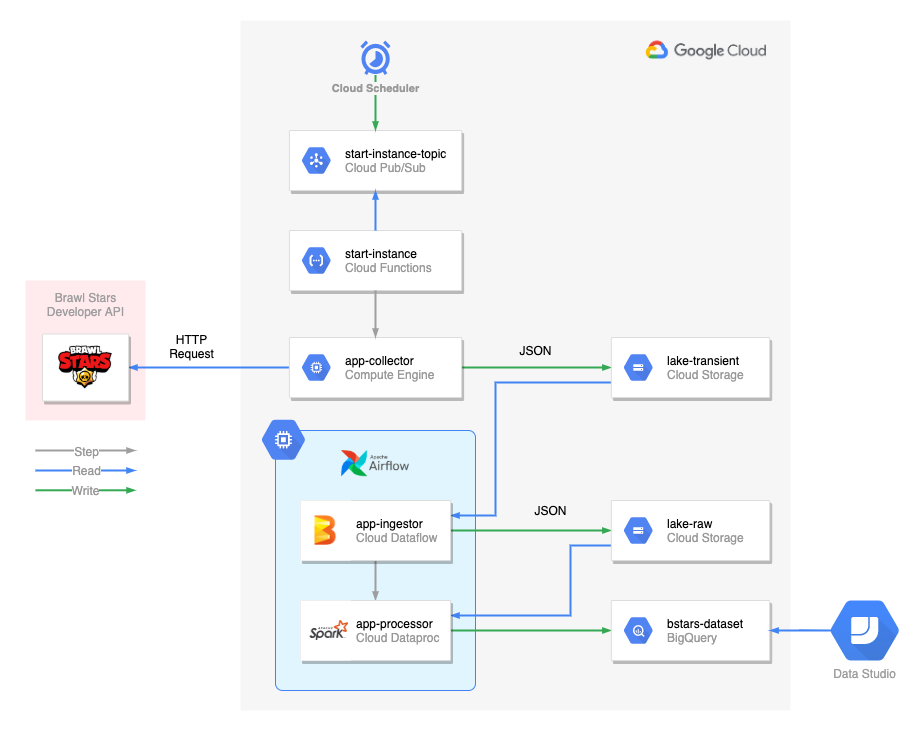 Google Cloud
Cloud Scheduler
start-instance-topic
Cloud Pub/Sub
start-instance
Cloud Functions
Brawl Stars
Developer API
BRAWL
STARS
HTTP
Request
app-collector
Compute Engine
JSON
lake-transient
Cloud Storage
Step
Read
Write
Apache
Airflow
app-ingestor
Cloud Dataflow
JSON
lake-raw
Cloud Storage
APACHE
Spark
app-processor
Cloud Dataproc
bstars-dataset
BigQuery
Data Studio